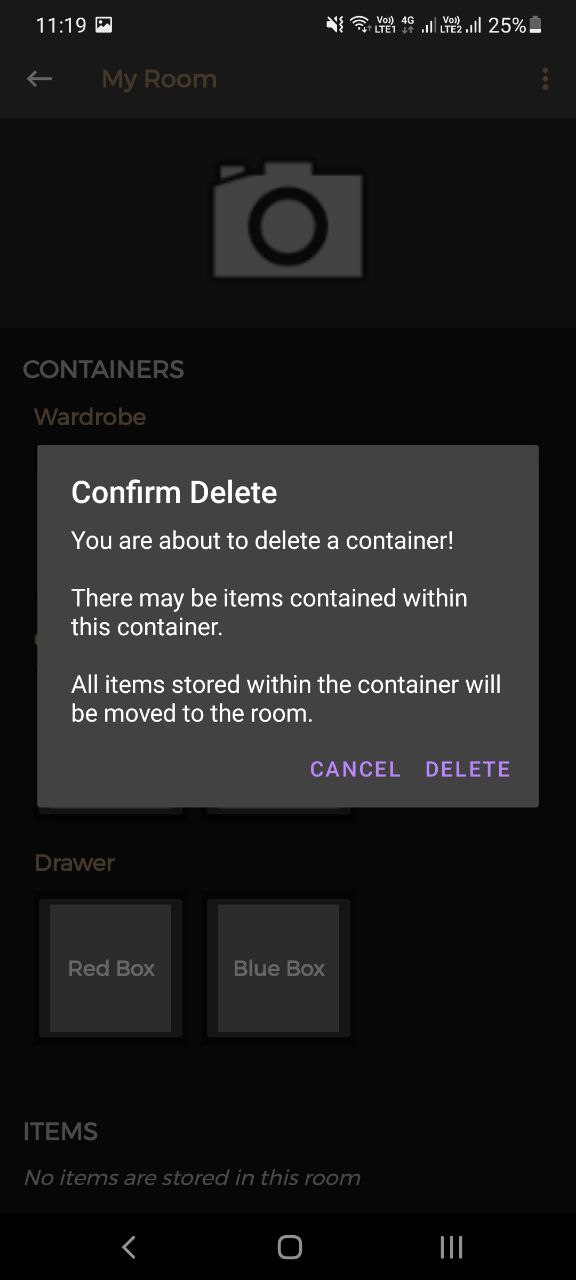 11:19
Vo) 4G Vo)
LTE1 LTE2 25%
My Room
CONTAINERS
Wardrobe
Confirm Delete
You are about to delete a container!
There may be items contained within
this container.
All items stored within the container will
be moved to the room.
CANCEL DELETE
Drawer
Red Box Blue Box
ITEMS
No items are stored in this room